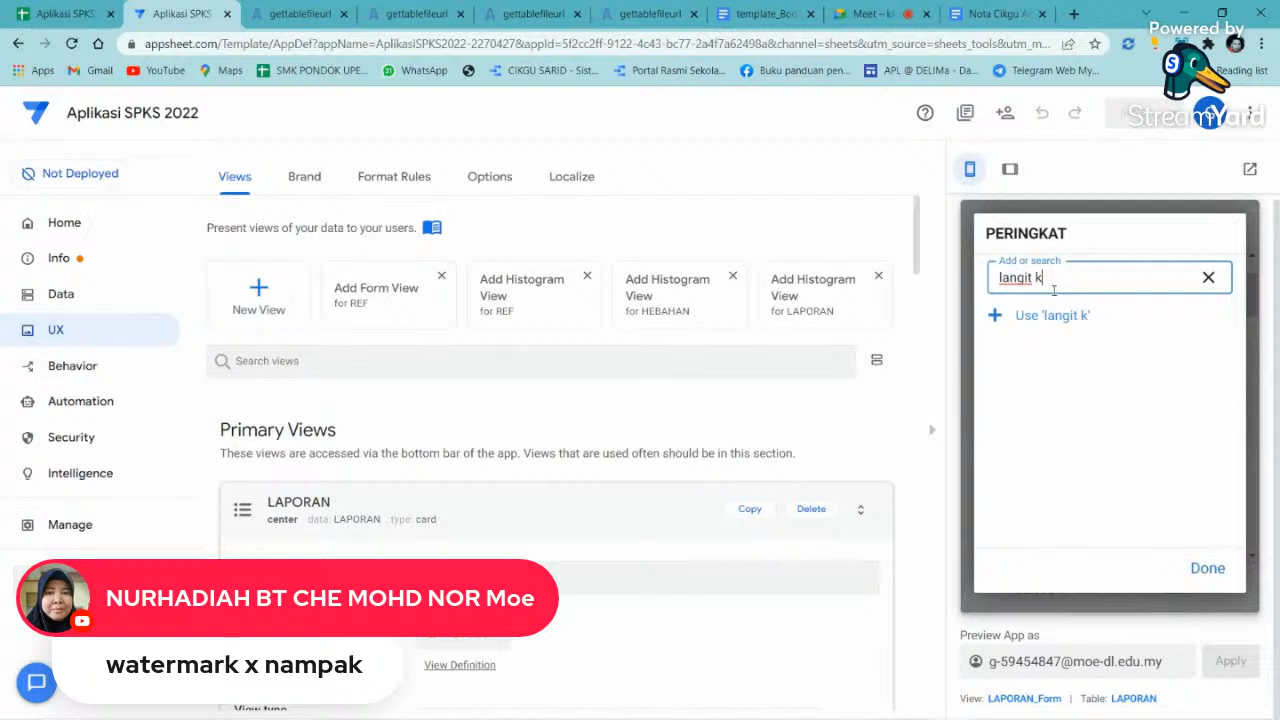 AppSheet
gettablefileurl
gettablefileurl
gettablefileurl
gettablefileurl
template_Boo
Meet – k
Nota Cikgu A
appsheet.com/Template/AppDef?appName=AplikasiSPKS2022-2270427&appId=5f2cc2ff-9122-4c43-bc77-2a4f7a62498a&channel=sheets&utm_source=sheets_tools&utm_m...
Powered by
Apps
Gmail
YouTube
Maps
SMK PONDOK UPE...
WhatsApp
CIKGU SARID - Sist...
Portal Rasmi Sekola...
Buku panduan pen...
APL @ DELIMa - Da...
Telegram Web My...
Reading list
StreamYard
Aplikasi SPKS 2022
Not Deployed
Views
Brand
Format Rules
Options
Localize
Home
Info
Data
UX
Behavior
Automation
Security
Intelligence
Manage
Present views of your data to your users.
New View
Add Form View
for REF
Add Histogram
View
for REF
Add Histogram
View
for HEBAHAN
Add Histogram
View
for LAPORAN
Search views
Primary Views
These views are accessed via the bottom bar of the app. Views that are used often should be in this section.
LAPORAN
center data: LAPORAN type: card
Copy
Delete
View Definition
View type
PERINGKAT
Add or search
langit k
Use 'langit k'
Done
Preview App as
g-59454847@moe-dl.edu.my
Apply
View: LAPORAN_Form | Table: LAPORAN
NURHADIAH BT CHE MOHD NOR Moe
watermark x nampak